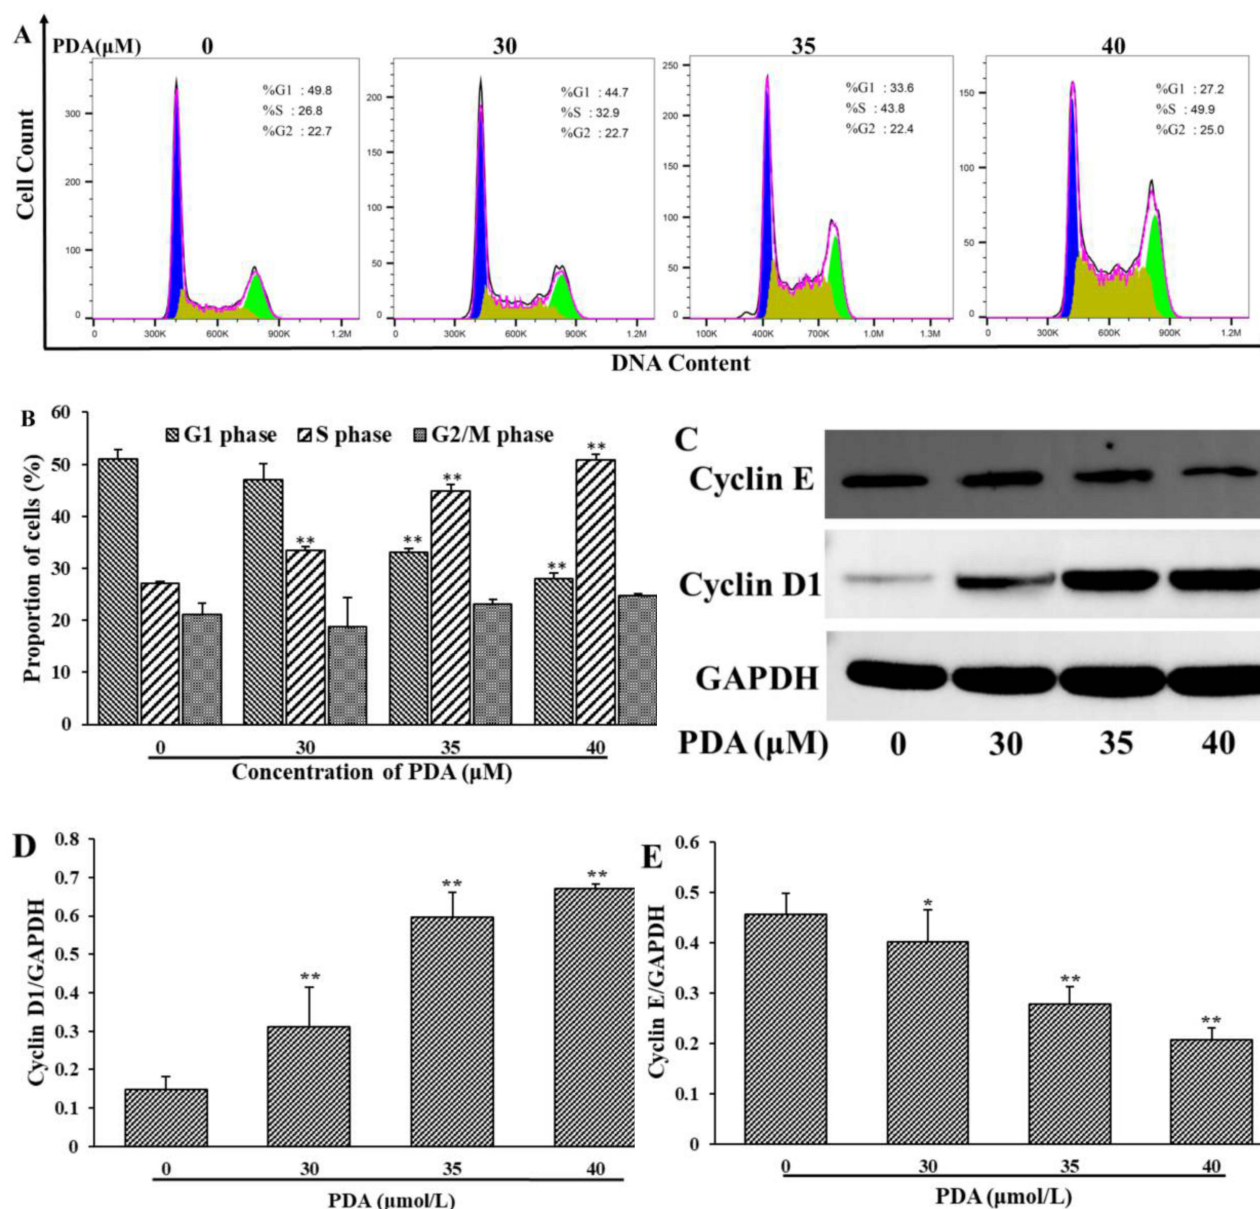 A
PDA(µM) 0 30 35 40
Cell Count
%G1 : 49.8
%S : 26.8
%G2 : 22.7
300
200
100
0
0 300K 600K 900K 1.2M
%G1 : 44.7
%S : 32.9
%G2 : 22.7
200
150
100
50
0
0 300K 600K 900K 1.2M
%G1 : 33.6
%S : 43.8
%G2 : 22.4
250
200
150
100
50
0
100K 400K 700K 1.0M 1.3M
%G1 : 27.2
%S : 49.9
%G2 : 25.0
150
100
50
0
0 300K 600K 900K 1.2M
DNA Content
B
G1 phase S phase G2/M phase
Proportion of cells (%)
60
50
40
30
20
10
0
** ** ** ** **
0 30 35 40
Concentration of PDA (µM)
C
Cyclin E
Cyclin D1
GAPDH
PDA (µM) 0 30 35 40
D
Cyclin D1/GAPDH
0.8
0.7
0.6
0.5
0.4
0.3
0.2
0.1
0
** ** **
0 30 35 40
PDA (µmol/L)
E
Cyclin E/GAPDH
0.6
0.5
0.4
0.3
0.2
0.1
0
* ** **
0 30 35 40
PDA (µmol/L)